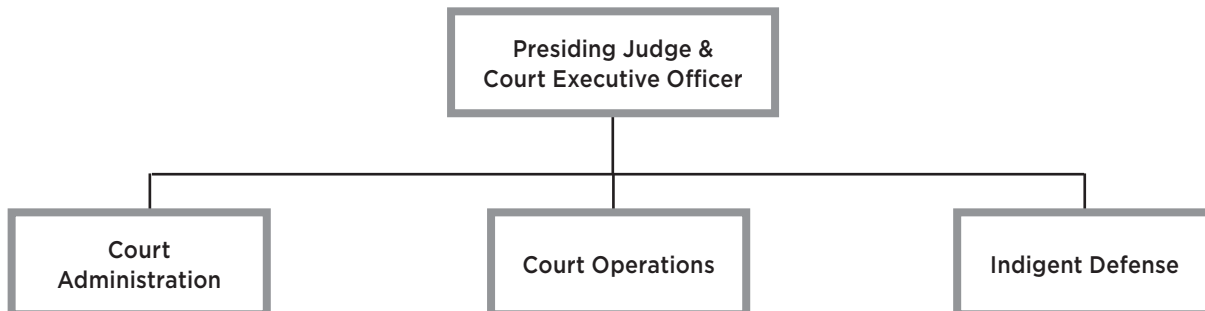 Presiding Judge &
Court Executive Officer
Court
Administration
Court Operations
Indigent Defense